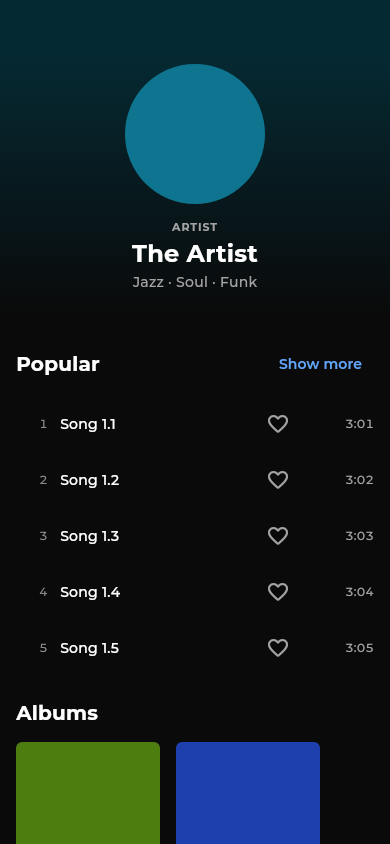 ARTIST
The Artist
Jazz · Soul · Funk
Popular Show more
1 Song 1.1 3:01
2 Song 1.2 3:02
3 Song 1.3 3:03
4 Song 1.4 3:04
5 Song 1.5 3:05
Albums